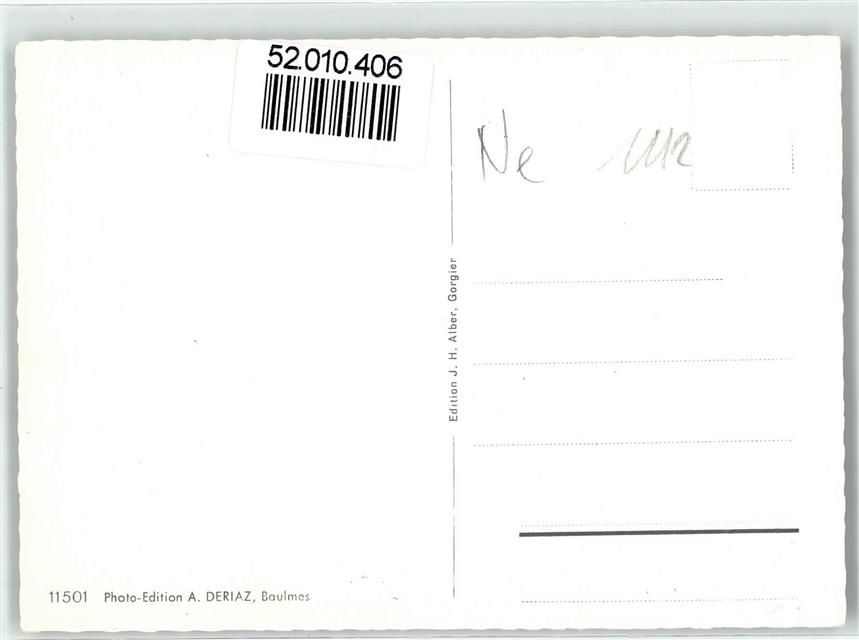 52.010.406
Ne
Edition J. H. Alber, Gorgier
11501 Photo-Edition A. DERIAZ, Baulmes